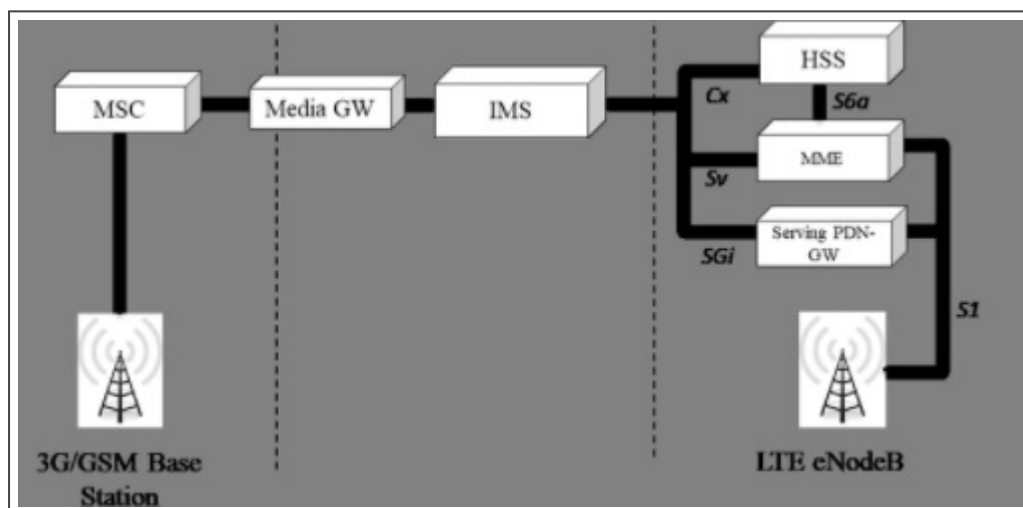 HSS
Cx
S6a
MSC
Media GW
IMS
MME
Sv
Serving PDN-
GW
SGi
S1
3G/GSM Base
Station
LTE eNodeB